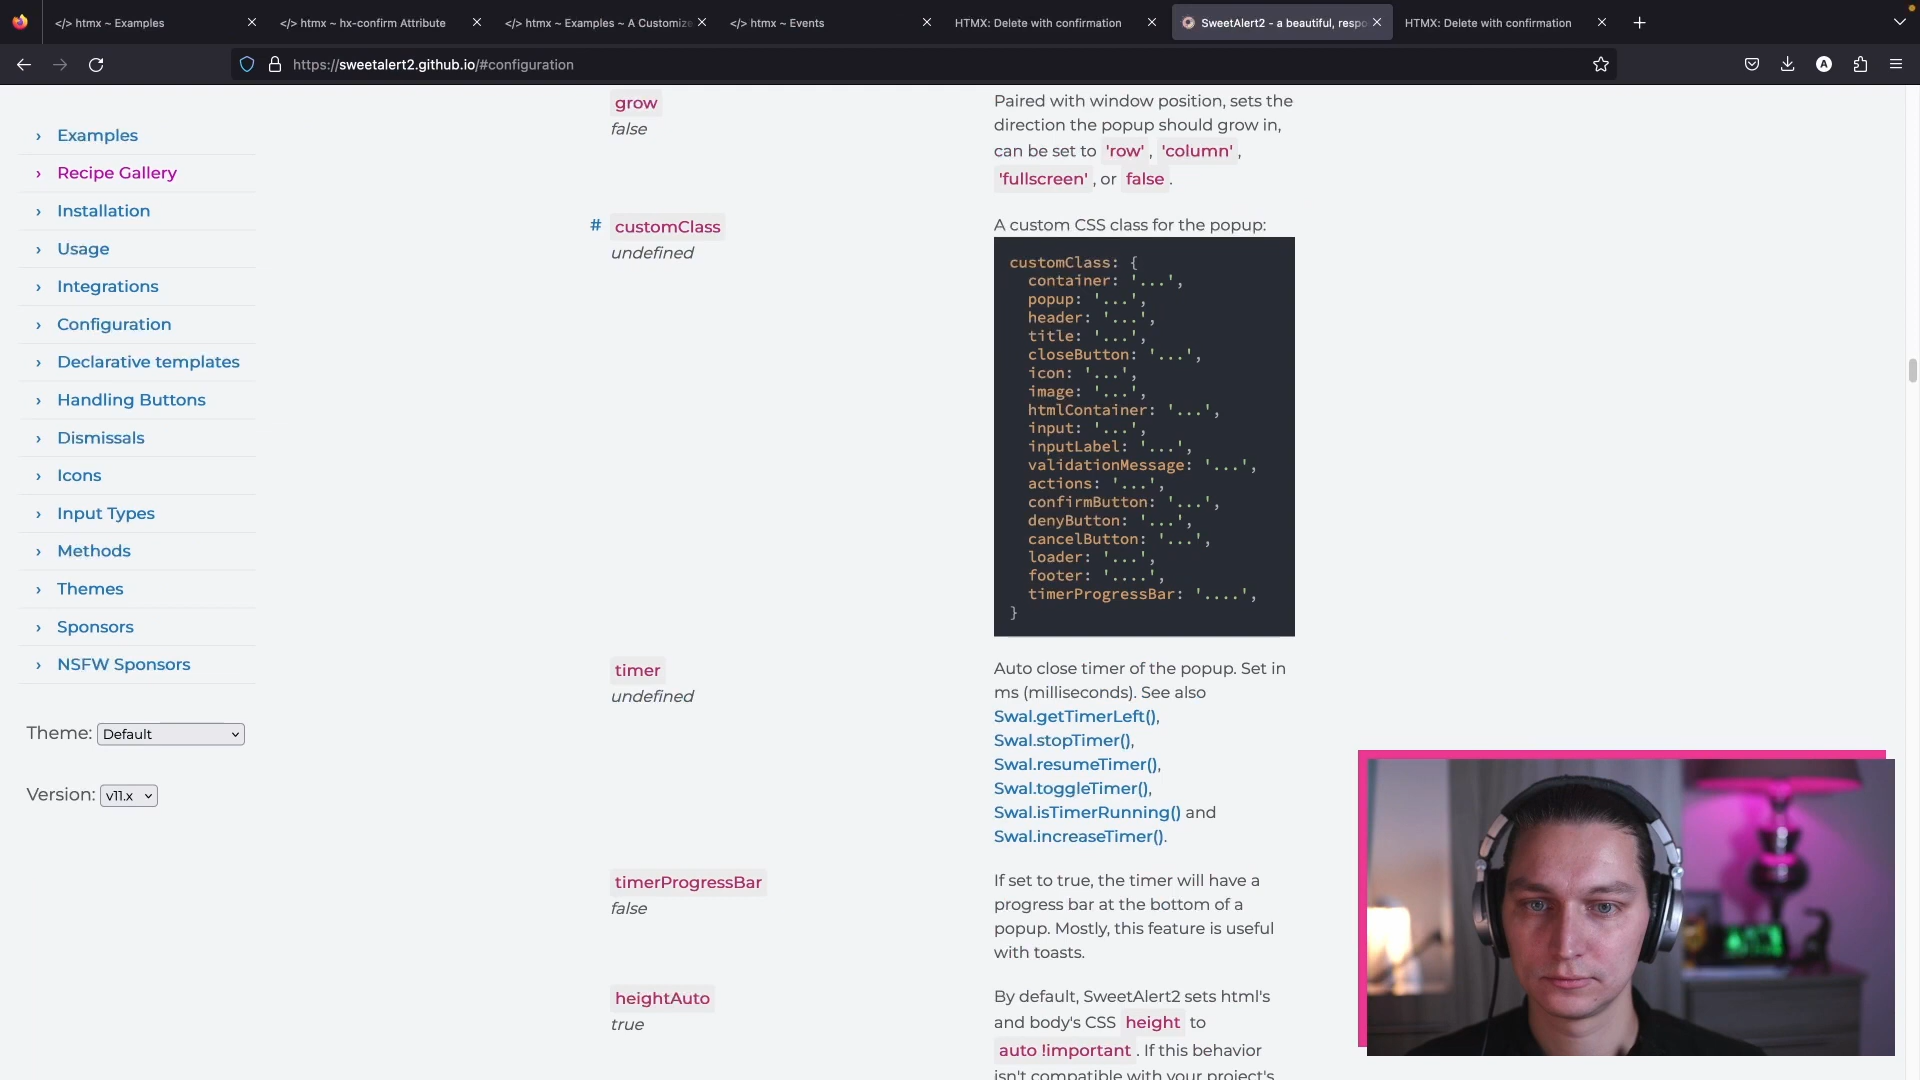 </> htmx ~ Examples
</> htmx ~ hx-confirm Attribute
</> htmx ~ Examples ~ A Customize
</> htmx ~ Events
HTMX: Delete with confirmation
SweetAlert2 - a beautiful, respo
HTMX: Delete with confirmation
https://sweetalert2.github.io/#configuration
Examples
Recipe Gallery
Installation
Usage
Integrations
Configuration
Declarative templates
Handling Buttons
Dismissals
Icons
Input Types
Methods
Themes
Sponsors
NSFW Sponsors
Theme: Default
Version: v11.x
grow
false
Paired with window position, sets the
direction the popup should grow in,
can be set to 'row' , 'column' ,
'fullscreen' , or false .
# customClass
undefined
A custom CSS class for the popup:
customClass: {
container: '...',
popup: '...',
header: '...',
title: '...',
closeButton: '...',
icon: '...',
image: '...',
htmlContainer: '...',
input: '...',
inputLabel: '...',
validationMessage: '...',
actions: '...',
confirmButton: '...',
denyButton: '...',
cancelButton: '...',
loader: '...',
footer: '....',
timerProgressBar: '....',
}
timer
undefined
Auto close timer of the popup. Set in
ms (milliseconds). See also
Swal.getTimerLeft(),
Swal.stopTimer(),
Swal.resumeTimer(),
Swal.toggleTimer(),
Swal.isTimerRunning() and
Swal.increaseTimer().
timerProgressBar
false
If set to true, the timer will have a
progress bar at the bottom of a
popup. Mostly, this feature is useful
with toasts.
heightAuto
true
By default, SweetAlert2 sets html's
and body's CSS height to
auto !important . If this behavior
isn't compatible with your project's